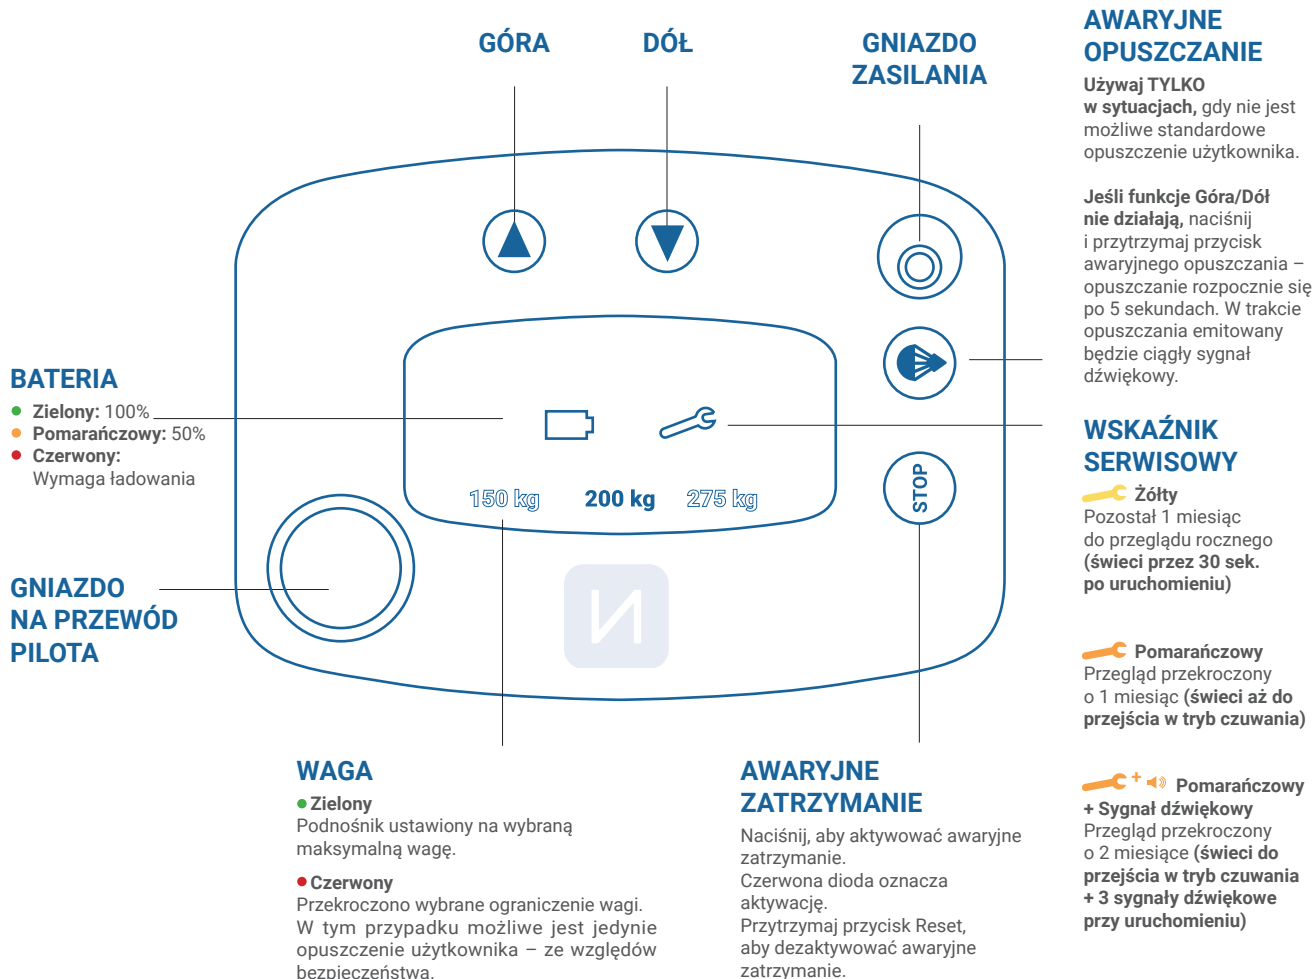 GÓRA
DÓŁ
GNIAZDO
ZASILANIA
AWARYJNE
OPUSZCZANIE
Używaj TYLKO
w sytuacjach, gdy nie jest
możliwe standardowe
opuszczenie użytkownika.
Jeśli funkcje Góra/Dół
nie działają, naciśnij
i przytrzymaj przycisk
awaryjnego opuszczania –
opuszczanie rozpocznie się
po 5 sekundach. W trakcie
opuszczania emitowany
będzie ciągły sygnał
dźwiękowy.
BATERIA
Zielony: 100%
Pomarańczowy: 50%
Czerwony:
Wymaga ładowania
150 kg 200 kg 275 kg
STOP
GNIAZDO
NA PRZEWÓD
PILOTA
WSKAŹNIK
SERWISOWY
Żółty
Pozostał 1 miesiąc
do przeglądu rocznego
(świeci przez 30 sek.
po uruchomieniu)
Pomarańczowy
Przegląd przekroczony
o 1 miesiąc (świeci aż do
przejścia w tryb czuwania)
+ Pomarańczowy
+ Sygnał dźwiękowy
Przegląd przekroczony
o 2 miesiące (świeci do
przejścia w tryb czuwania
+ 3 sygnały dźwiękowe
przy uruchomieniu)
WAGA
Zielony
Podnośnik ustawiony na wybraną
maksymalną wagę.
Czerwony
Przekroczono wybrane ograniczenie wagi.
W tym przypadku możliwe jest jedynie
opuszczenie użytkownika – ze względów
bezpieczeństwa.
AWARYJNE
ZATRZYMANIE
Naciśnij, aby aktywować awaryjne
zatrzymanie.
Czerwona dioda oznacza
aktywację.
Przytrzymaj przycisk Reset,
aby dezaktywować awaryjne
zatrzymanie.